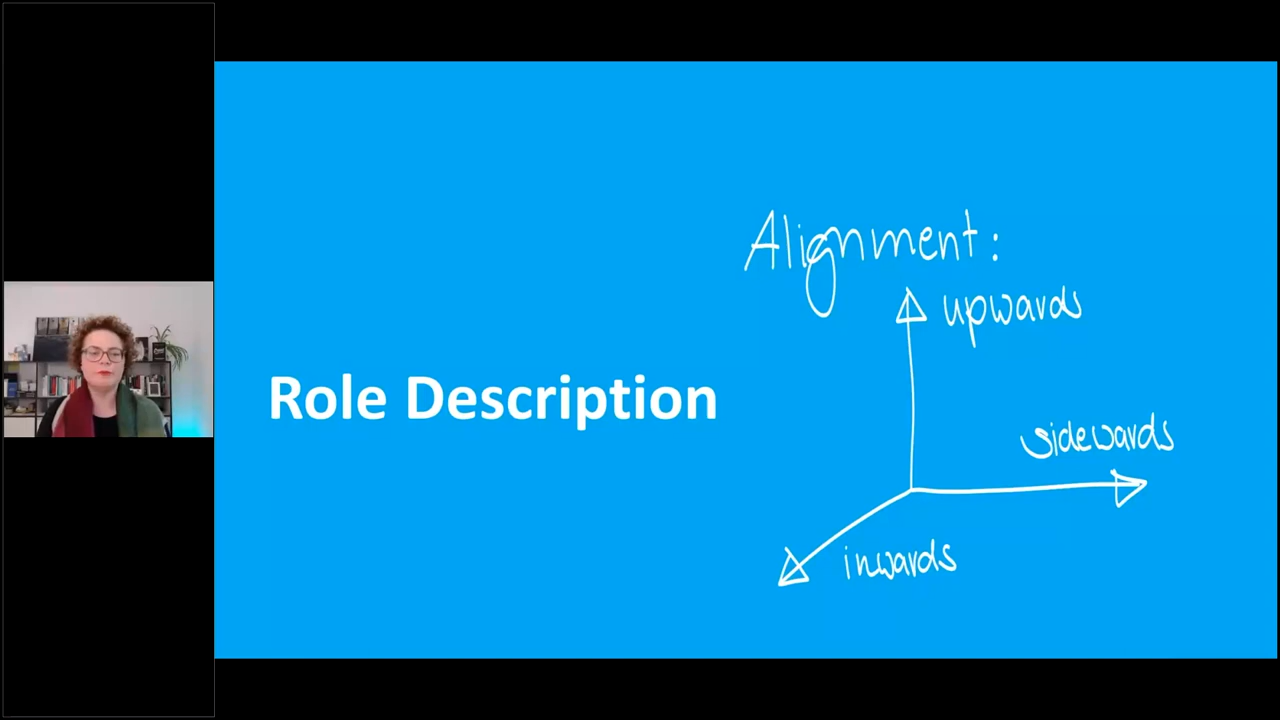 Alignment:
upwards
Role Description
sidewards
inwards